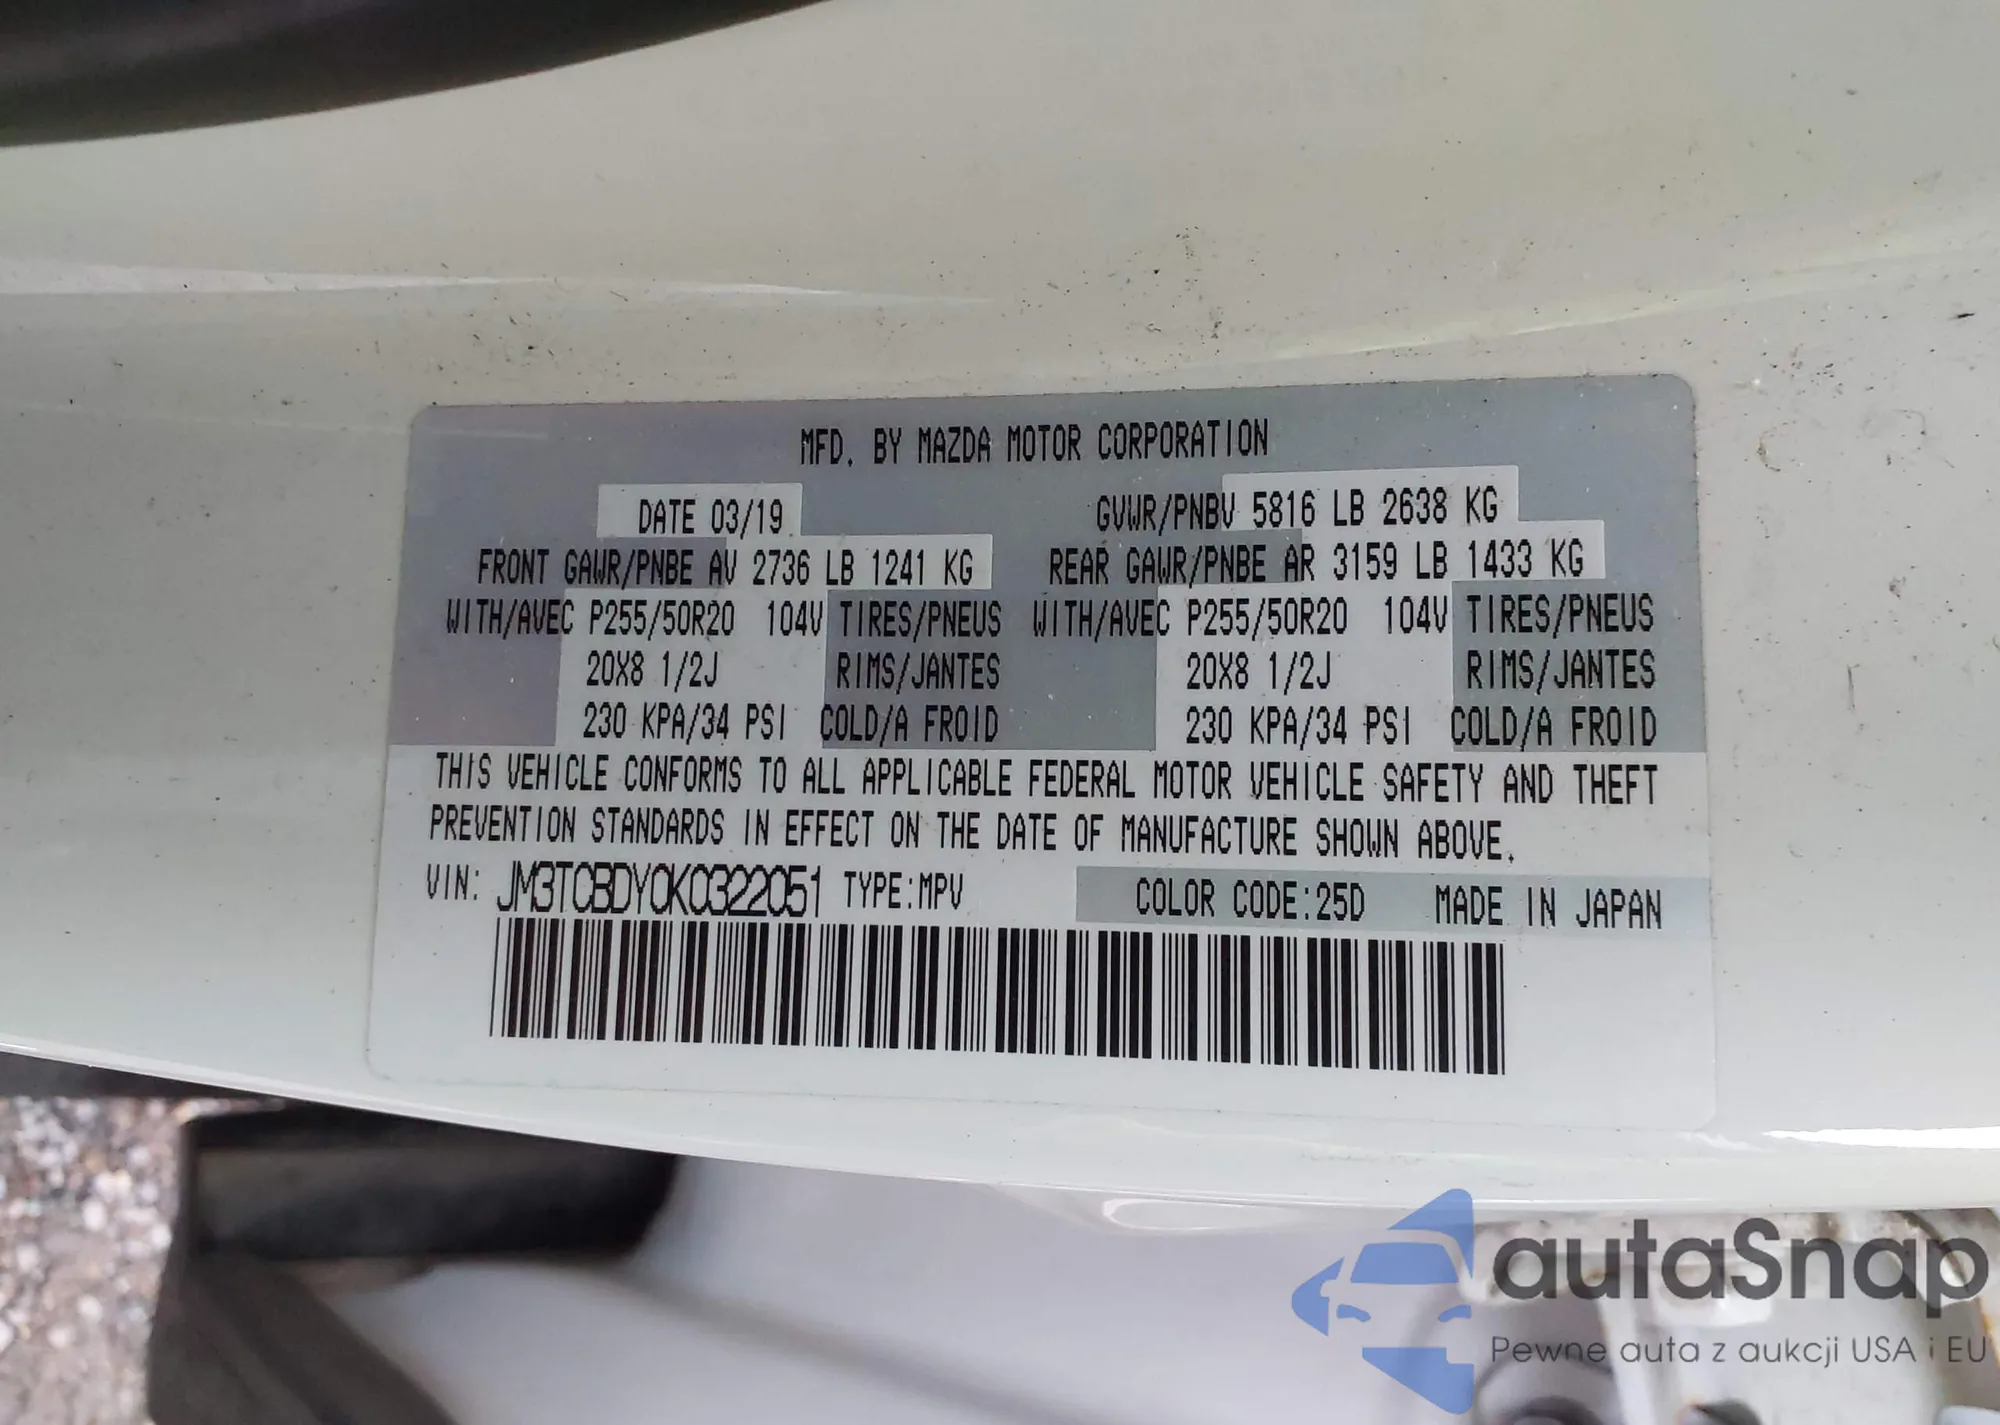 MFD. BY MAZDA MOTOR CORPORATION
DATE 03/19 GVWR/PNBV 5816 LB 2638 KG
FRONT GAWR/PNBE AV 2736 LB 1241 KG REAR GAWR/PNBE AR 3159 LB 1433 KG
WITH/AVEC P255/50R20 104V TIRES/PNEUS WITH/AVEC P255/50R20 104V TIRES/PNEUS
20X8 1/2J RIMS/JANTES 20X8 1/2J RIMS/JANTES
230 KPA/34 PSI COLD/A FROID 230 KPA/34 PSI COLD/A FROID
THIS VEHICLE CONFORMS TO ALL APPLICABLE FEDERAL MOTOR VEHICLE SAFETY AND THEFT
PREVENTION STANDARDS IN EFFECT ON THE DATE OF MANUFACTURE SHOWN ABOVE.
VIN: JM3TCBDY0K0322051 TYPE:MPV COLOR CODE:25D MADE IN JAPAN
autaSnap
Pewne auta z aukcji USA i EU